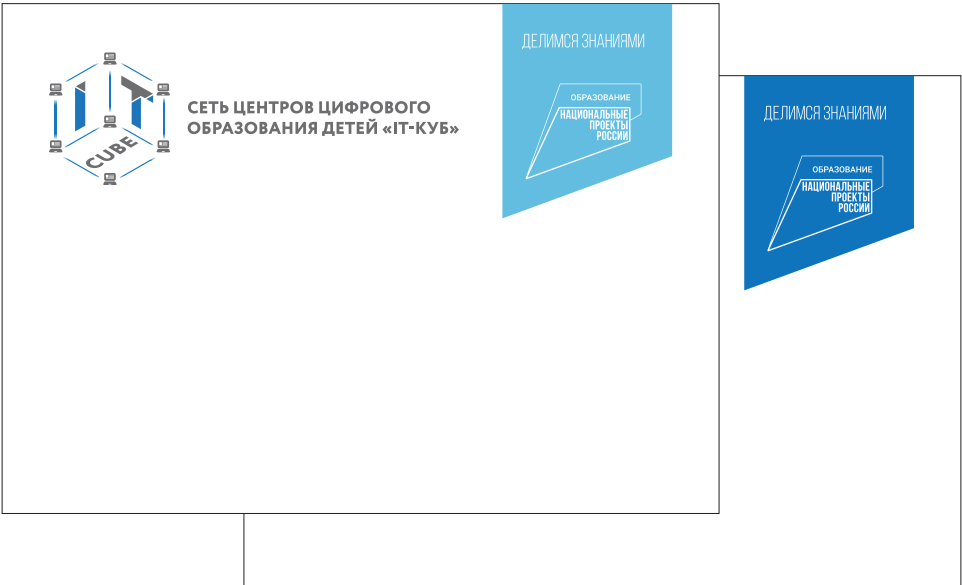 IT
CUBE
СЕТЬ ЦЕНТРОВ ЦИФРОВОГО
ОБРАЗОВАНИЯ ДЕТЕЙ «IT-КУБ»
ДЕЛИМСЯ ЗНАНИЯМИ
ОБРАЗОВАНИЕ
НАЦИОНАЛЬНЫЕ
ПРОЕКТЫ
РОССИИ
ДЕЛИМСЯ ЗНАНИЯМИ
ОБРАЗОВАНИЕ
НАЦИОНАЛЬНЫЕ
ПРОЕКТЫ
РОССИИ